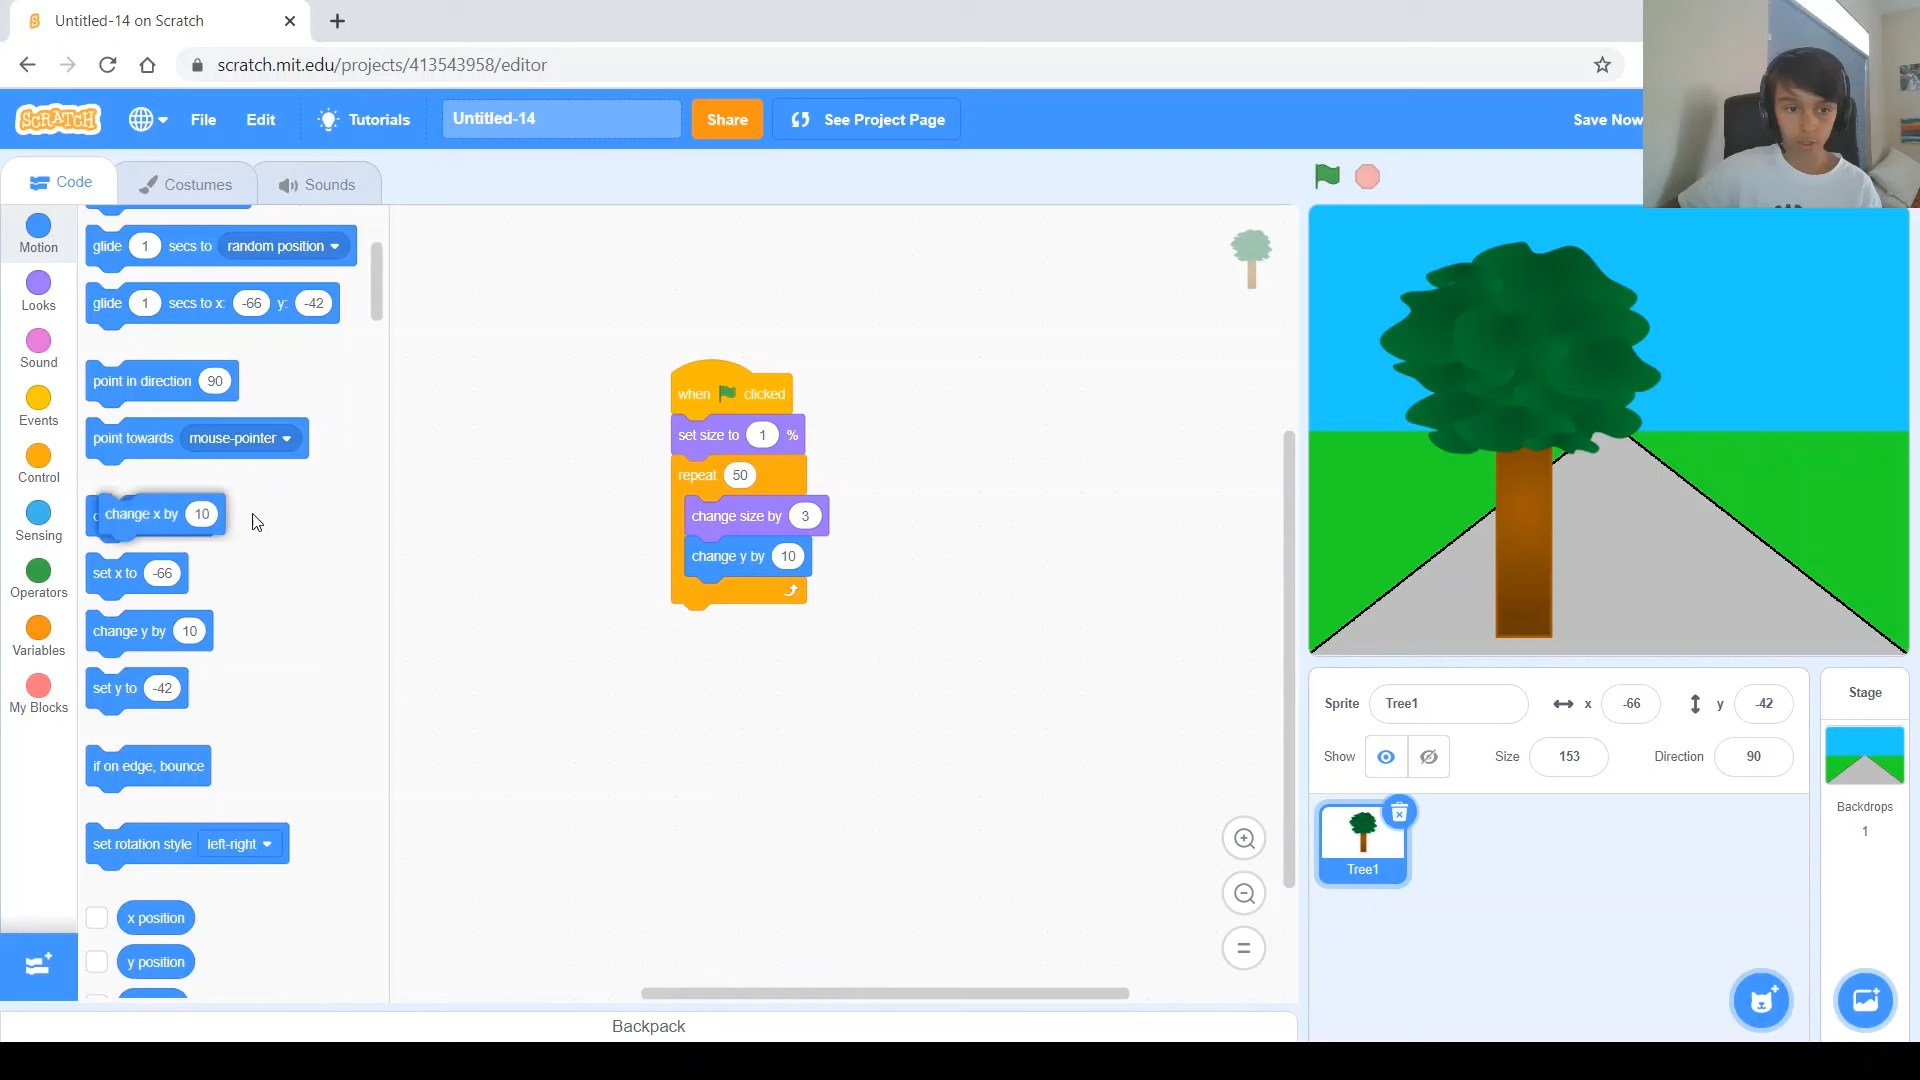 Untitled-14 on Scratch
scratch.mit.edu/projects/413543958/editor
SCRATCH
File
Edit
Tutorials
Untitled-14
Share
See Project Page
Save Now
Code
Costumes
Sounds
Motion
Looks
Sound
Events
Control
Sensing
Operators
Variables
My Blocks
glide 1 secs to random position
glide 1 secs to x: -66 y: -42
point in direction 90
point towards mouse-pointer
change x by 10
set x to -66
change y by 10
set y to -42
if on edge, bounce
set rotation style left-right
x position
y position
when clicked
set size to 1 %
repeat 50
change size by 3
change y by 10
Backpack
Sprite Tree1 x -66 y -42
Show Size 153 Direction 90
Tree1
Stage
Backdrops
1